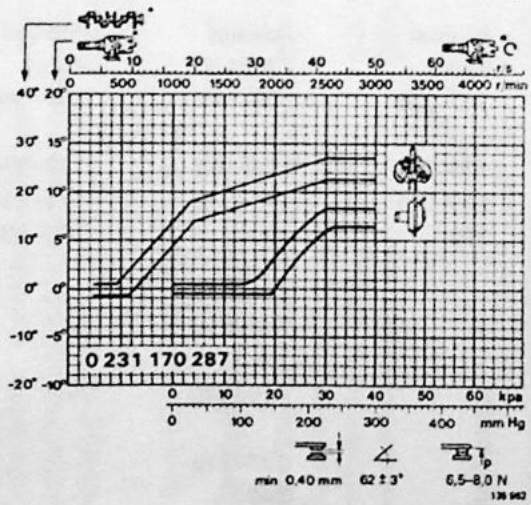 0 10 20 30 40 50 60 r/s
0 5000 1000 1500 2000 2500 3000 3500 4000 r/min
40° 20°
30° 15°
20° 10°
10° 5°
0° 0°
-10° -5°
-20° -10°
0 231 170 287
0 10 20 30 40 50 60 kpa
0 100 200 300 400 mm Hg
p
min 0,40 mm 62 ± 3° 6,5-8,0 N
136 962